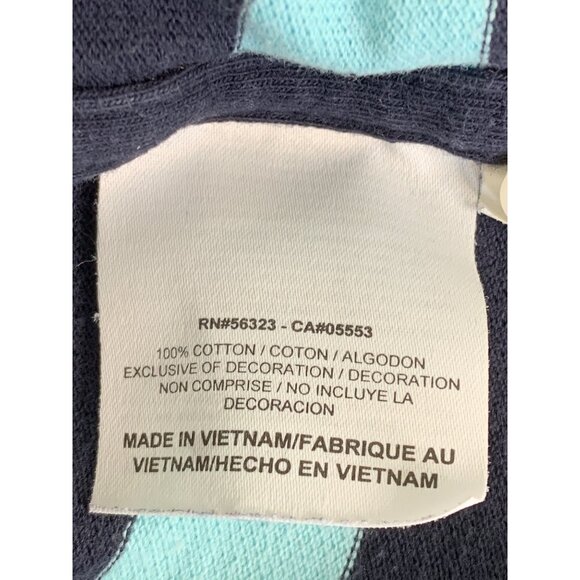 RN#56323 - CA#05553
100% COTTON / COTON / ALGODON
EXCLUSIVE OF DECORATION / DECORATION
NON COMPRISE / NO INCLUYE LA
DECORACION
MADE IN VIETNAM/FABRIQUE AU
VIETNAM/HECHO EN VIETNAM